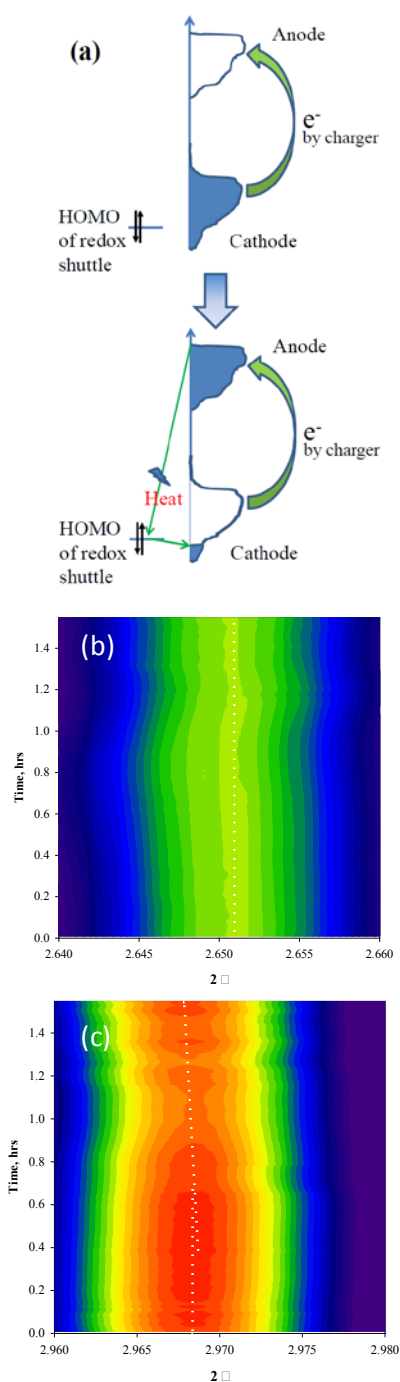 (a)
Anode
e-
by charger
HOMO
of redox
shuttle
Cathode
Anode
e-
by charger
Heat
HOMO
of redox
shuttle
Cathode
(b)
Time, hrs
1.4
1.2
1.0
0.8
0.6
0.4
0.2
0.0
2.640
2.645
2.650
2.655
2.660
2 □
(c)
Time, hrs
1.4
1.2
1.0
0.8
0.6
0.4
0.2
0.0
2.960
2.965
2.970
2.975
2.980
2 □